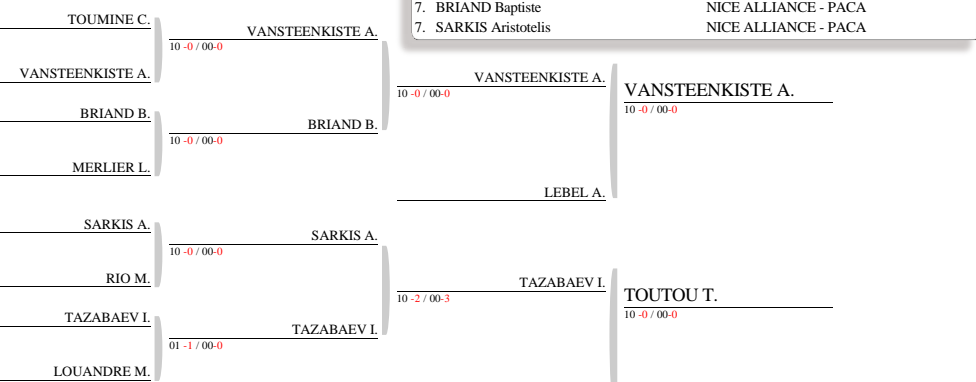 7. BRIAND Baptiste NICE ALLIANCE - PACA
7. SARKIS Aristotelis NICE ALLIANCE - PACA
TOUMINE C.
VANSTEENKISTE A.
10 -0 / 00-0
VANSTEENKISTE A.
VANSTEENKISTE A.
10 -0 / 00-0
VANSTEENKISTE A.
10 -0 / 00-0
BRIAND B.
BRIAND B.
10 -0 / 00-0
MERLIER L.
LEBEL A.
SARKIS A.
SARKIS A.
10 -0 / 00-0
RIO M.
TAZABAEV I.
10 -2 / 00-3
TOUTOU T.
10 -0 / 00-0
TAZABAEV I.
TAZABAEV I.
01 -1 / 00-0
LOUANDRE M.